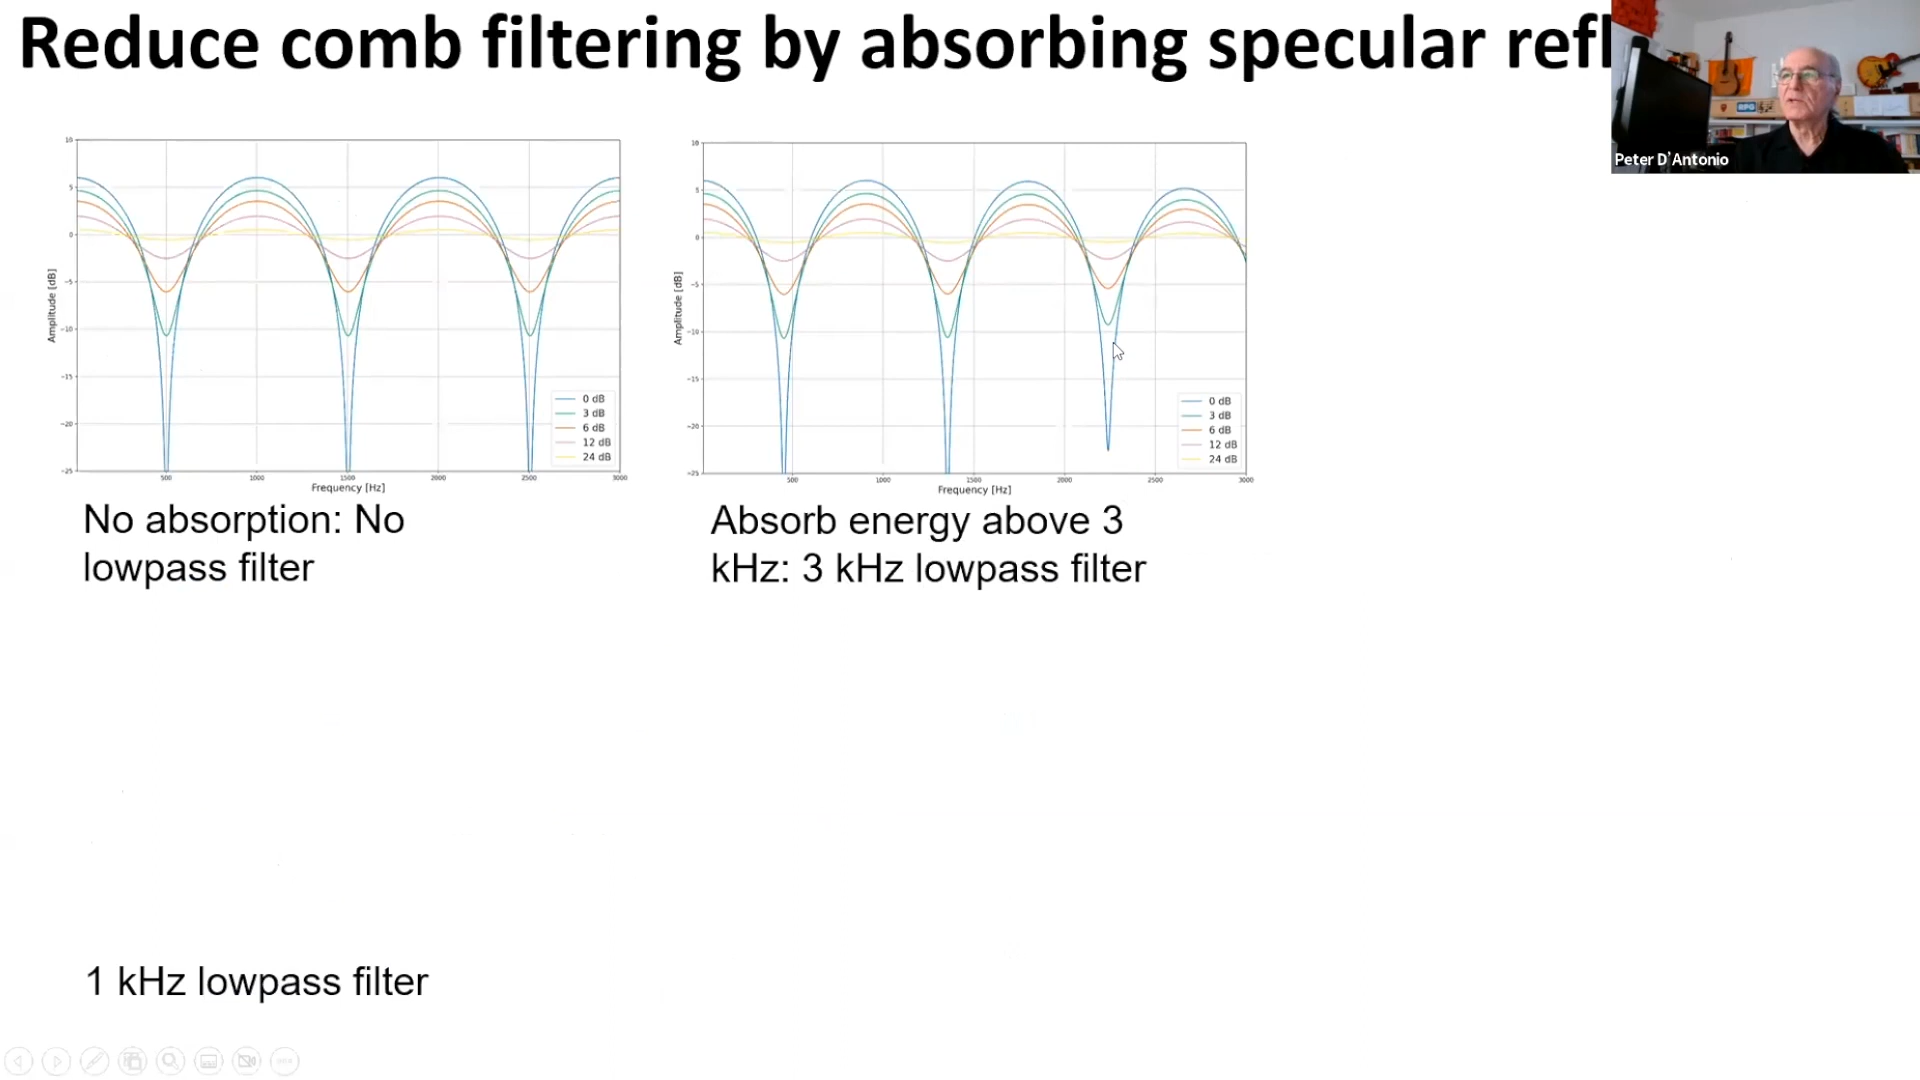 Reduce comb filtering by absorbing specular refl
RPG
Peter D'Antonio
10
5
0
−5
−10
−15
−20
−25
Amplitude [dB]
500
1000
1500
2000
2500
3000
Frequency [Hz]
0 dB
3 dB
6 dB
12 dB
24 dB
10
5
0
−5
−10
−15
−20
−25
Amplitude [dB]
500
1000
1500
2000
2500
3000
Frequency [Hz]
0 dB
3 dB
6 dB
12 dB
24 dB
No absorption: No
lowpass filter
Absorb energy above 3
kHz: 3 kHz lowpass filter
1 kHz lowpass filter